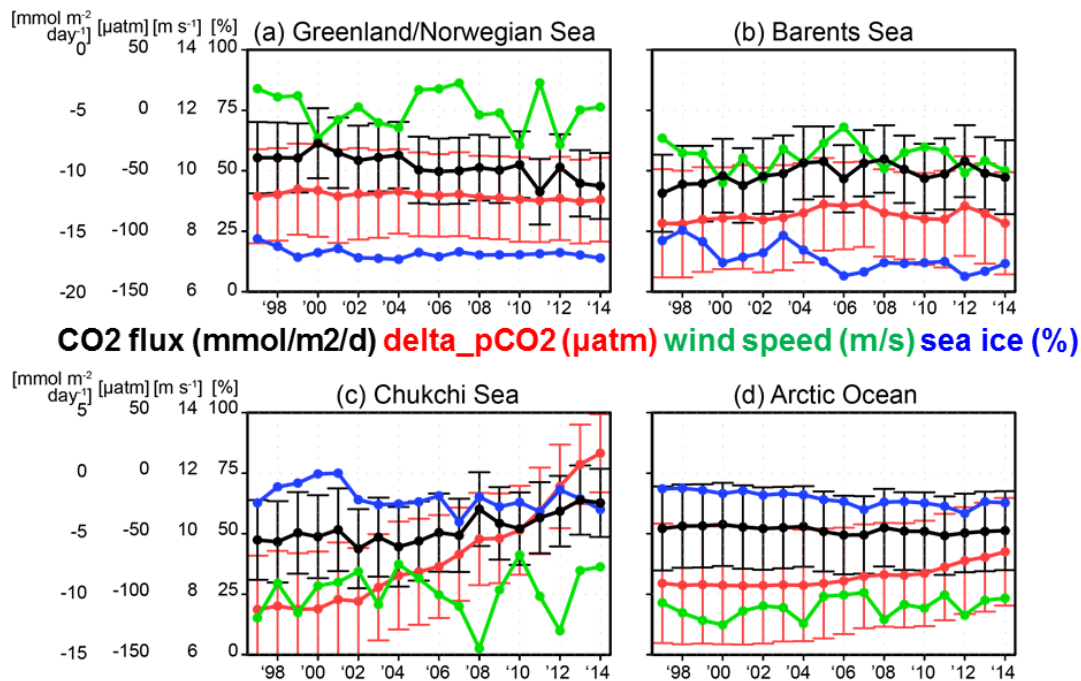 [mmol m-2 day-1] [μatm] [m s-1] [%]
(a) Greenland/Norwegian Sea
(b) Barents Sea
0 50 14 100
-5 0 12 75
-10 -50 10 50
-15 -100 8 25
-20 -150 6 0
'98 '00 '02 '04 '06 '08 '10 '12 '14
'98 '00 '02 '04 '06 '08 '10 '12 '14
CO2 flux (mmol/m2/d) delta_pCO2 (μatm) wind speed (m/s) sea ice (%)
[mmol m-2 day-1] [μatm] [m s-1] [%]
(c) Chukchi Sea
(d) Arctic Ocean
5 50 14 100
0 0 12 75
-5 -50 10 50
-10 -100 8 25
-15 -150 6 0
'98 '00 '02 '04 '06 '08 '10 '12 '14
'98 '00 '02 '04 '06 '08 '10 '12 '14